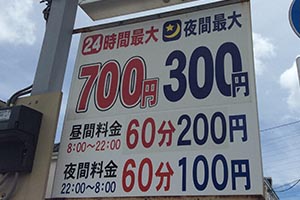 24時間最大 夜間最大
700円 300円
昼間料金 60分200円
8:00～22:00
夜間料金 60分100円
22:00～8:00